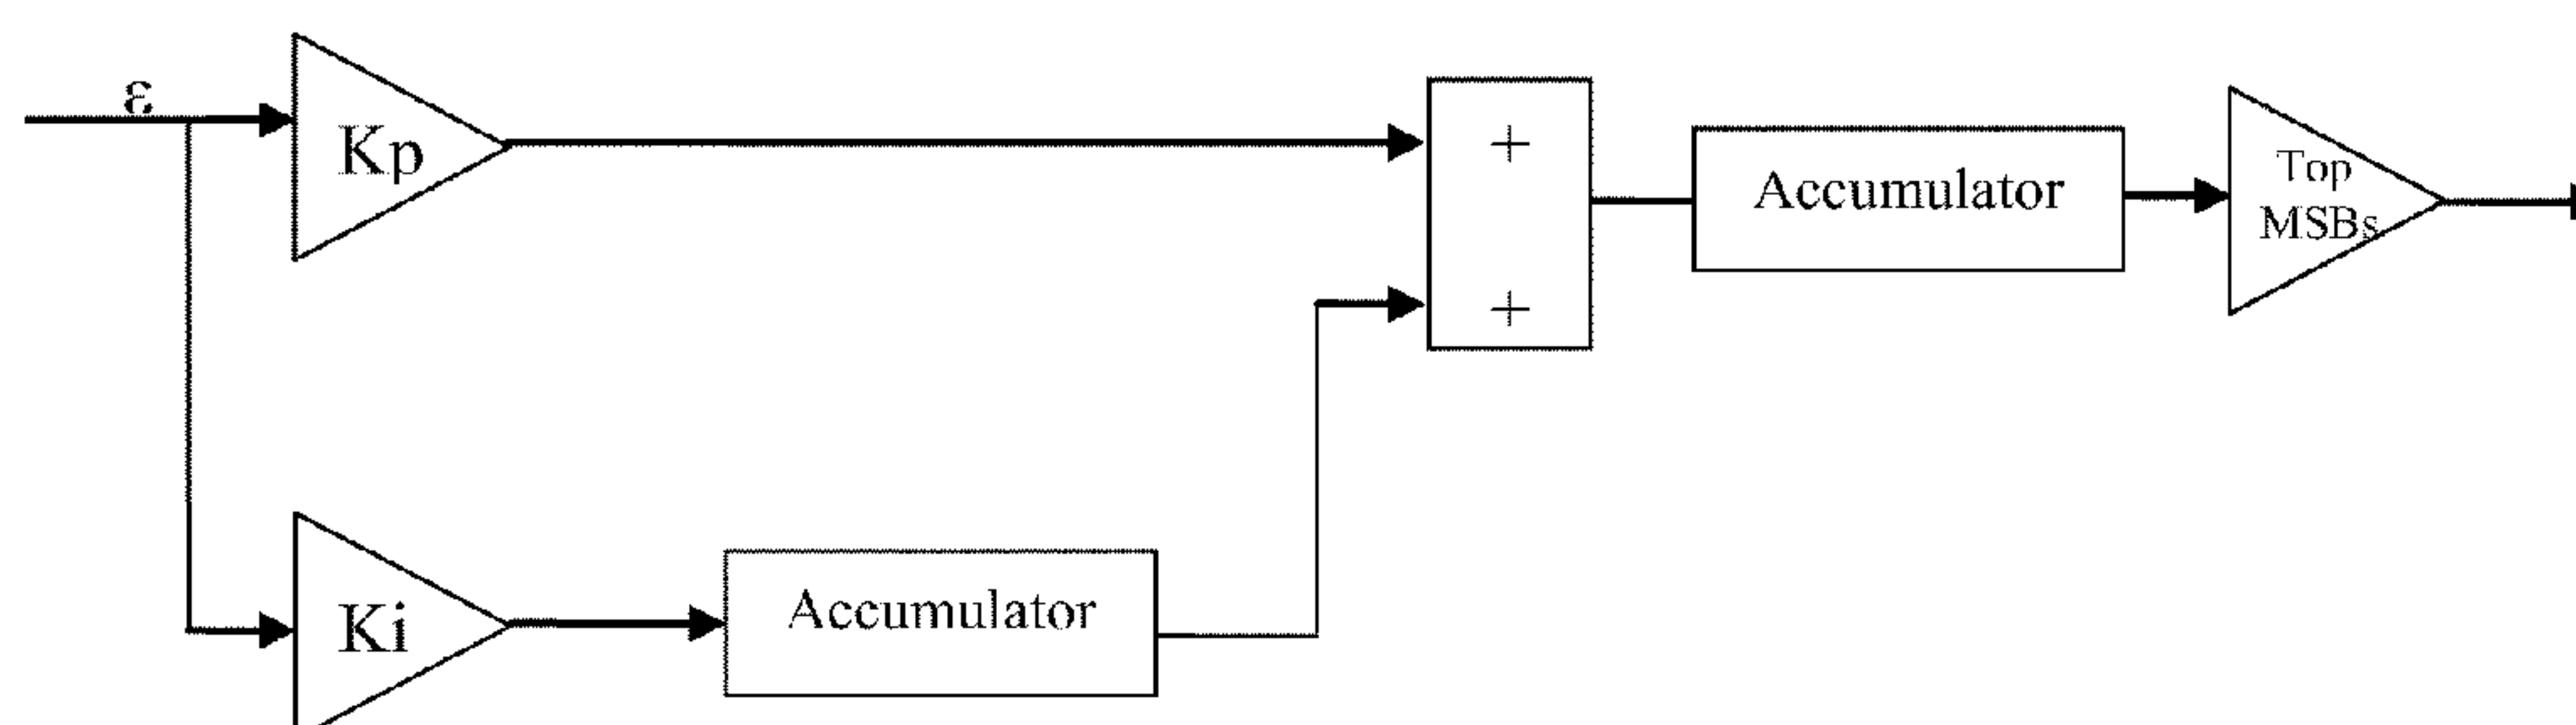 ε
Kp
+
Accumulator
Top
MSBs
+
Ki
Accumulator